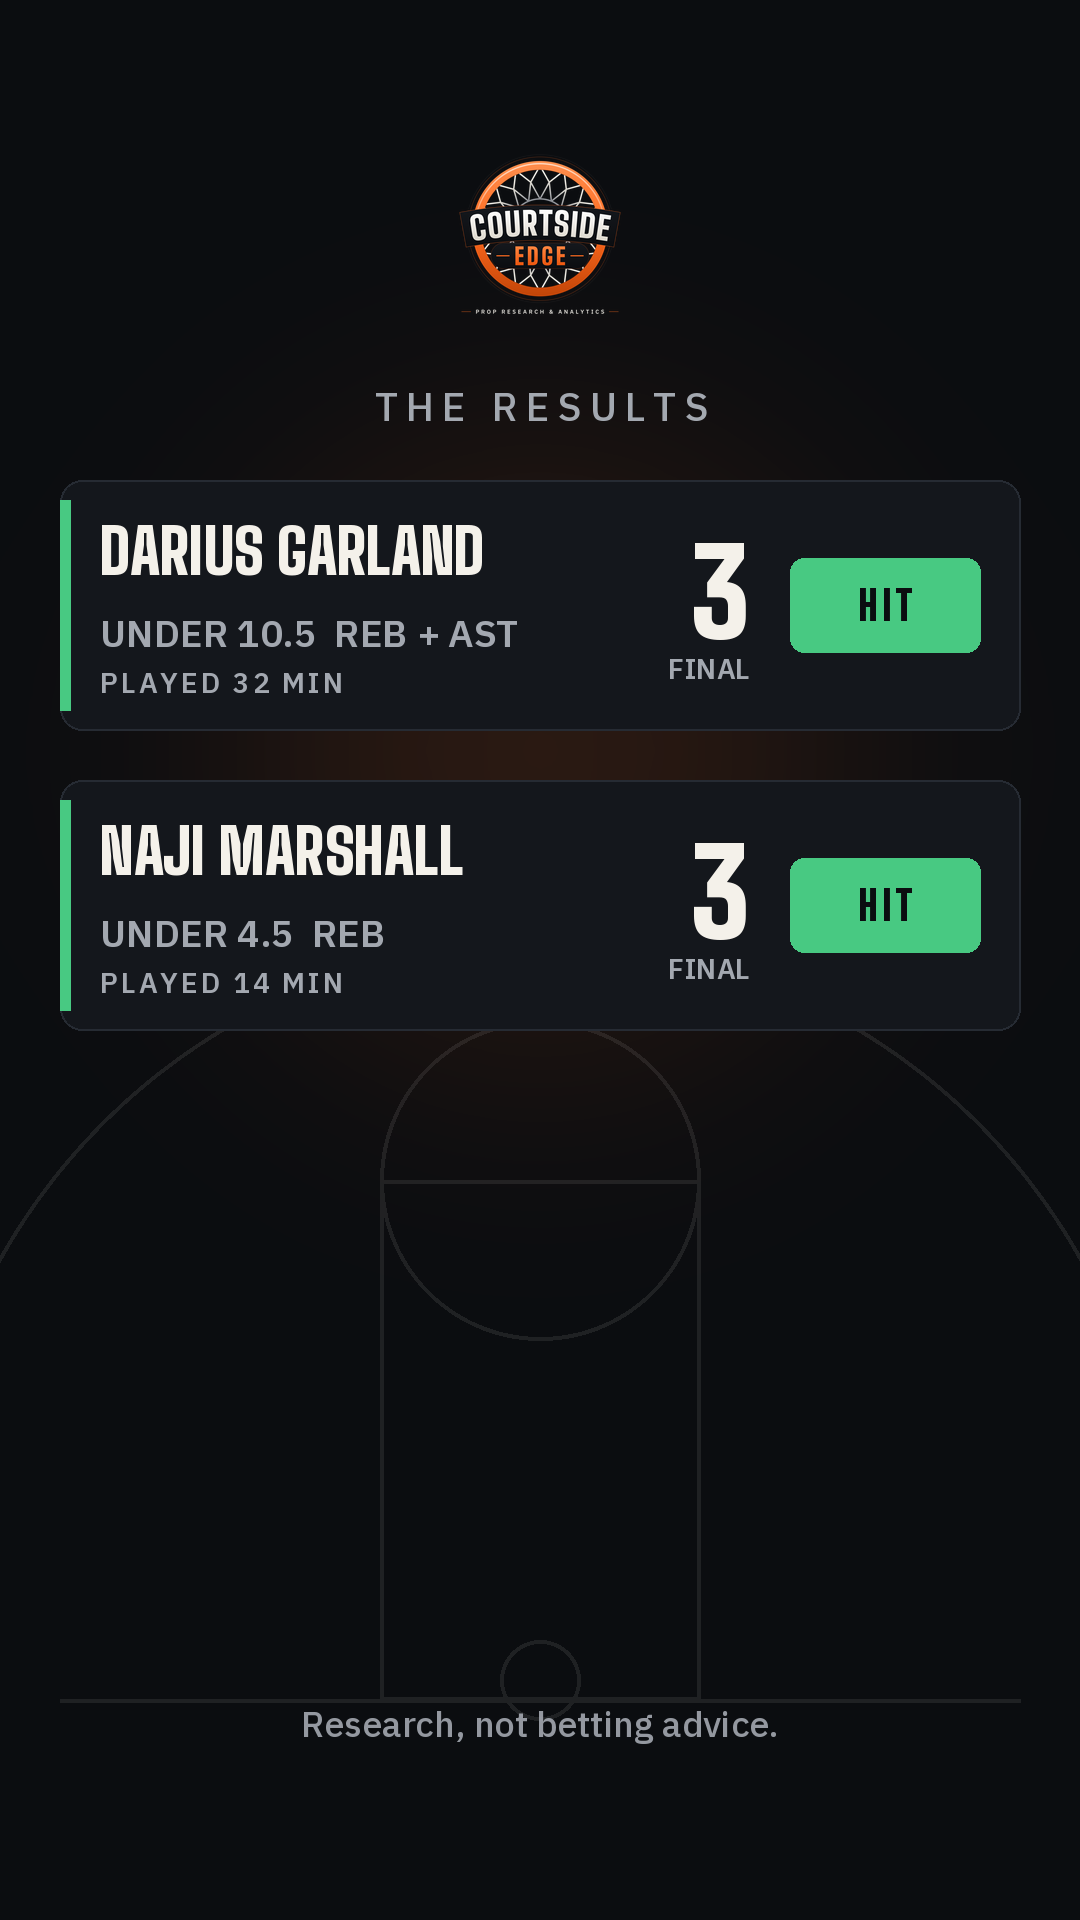 COURTSIDE
EDGE
PROP RESEARCH & ANALYTICS
THE RESULTS
DARIUS GARLAND
UNDER 10.5 REB + AST
PLAYED 32 MIN
3
FINAL
HIT
NAJI MARSHALL
UNDER 4.5 REB
PLAYED 14 MIN
3
FINAL
HIT
Research, not betting advice.